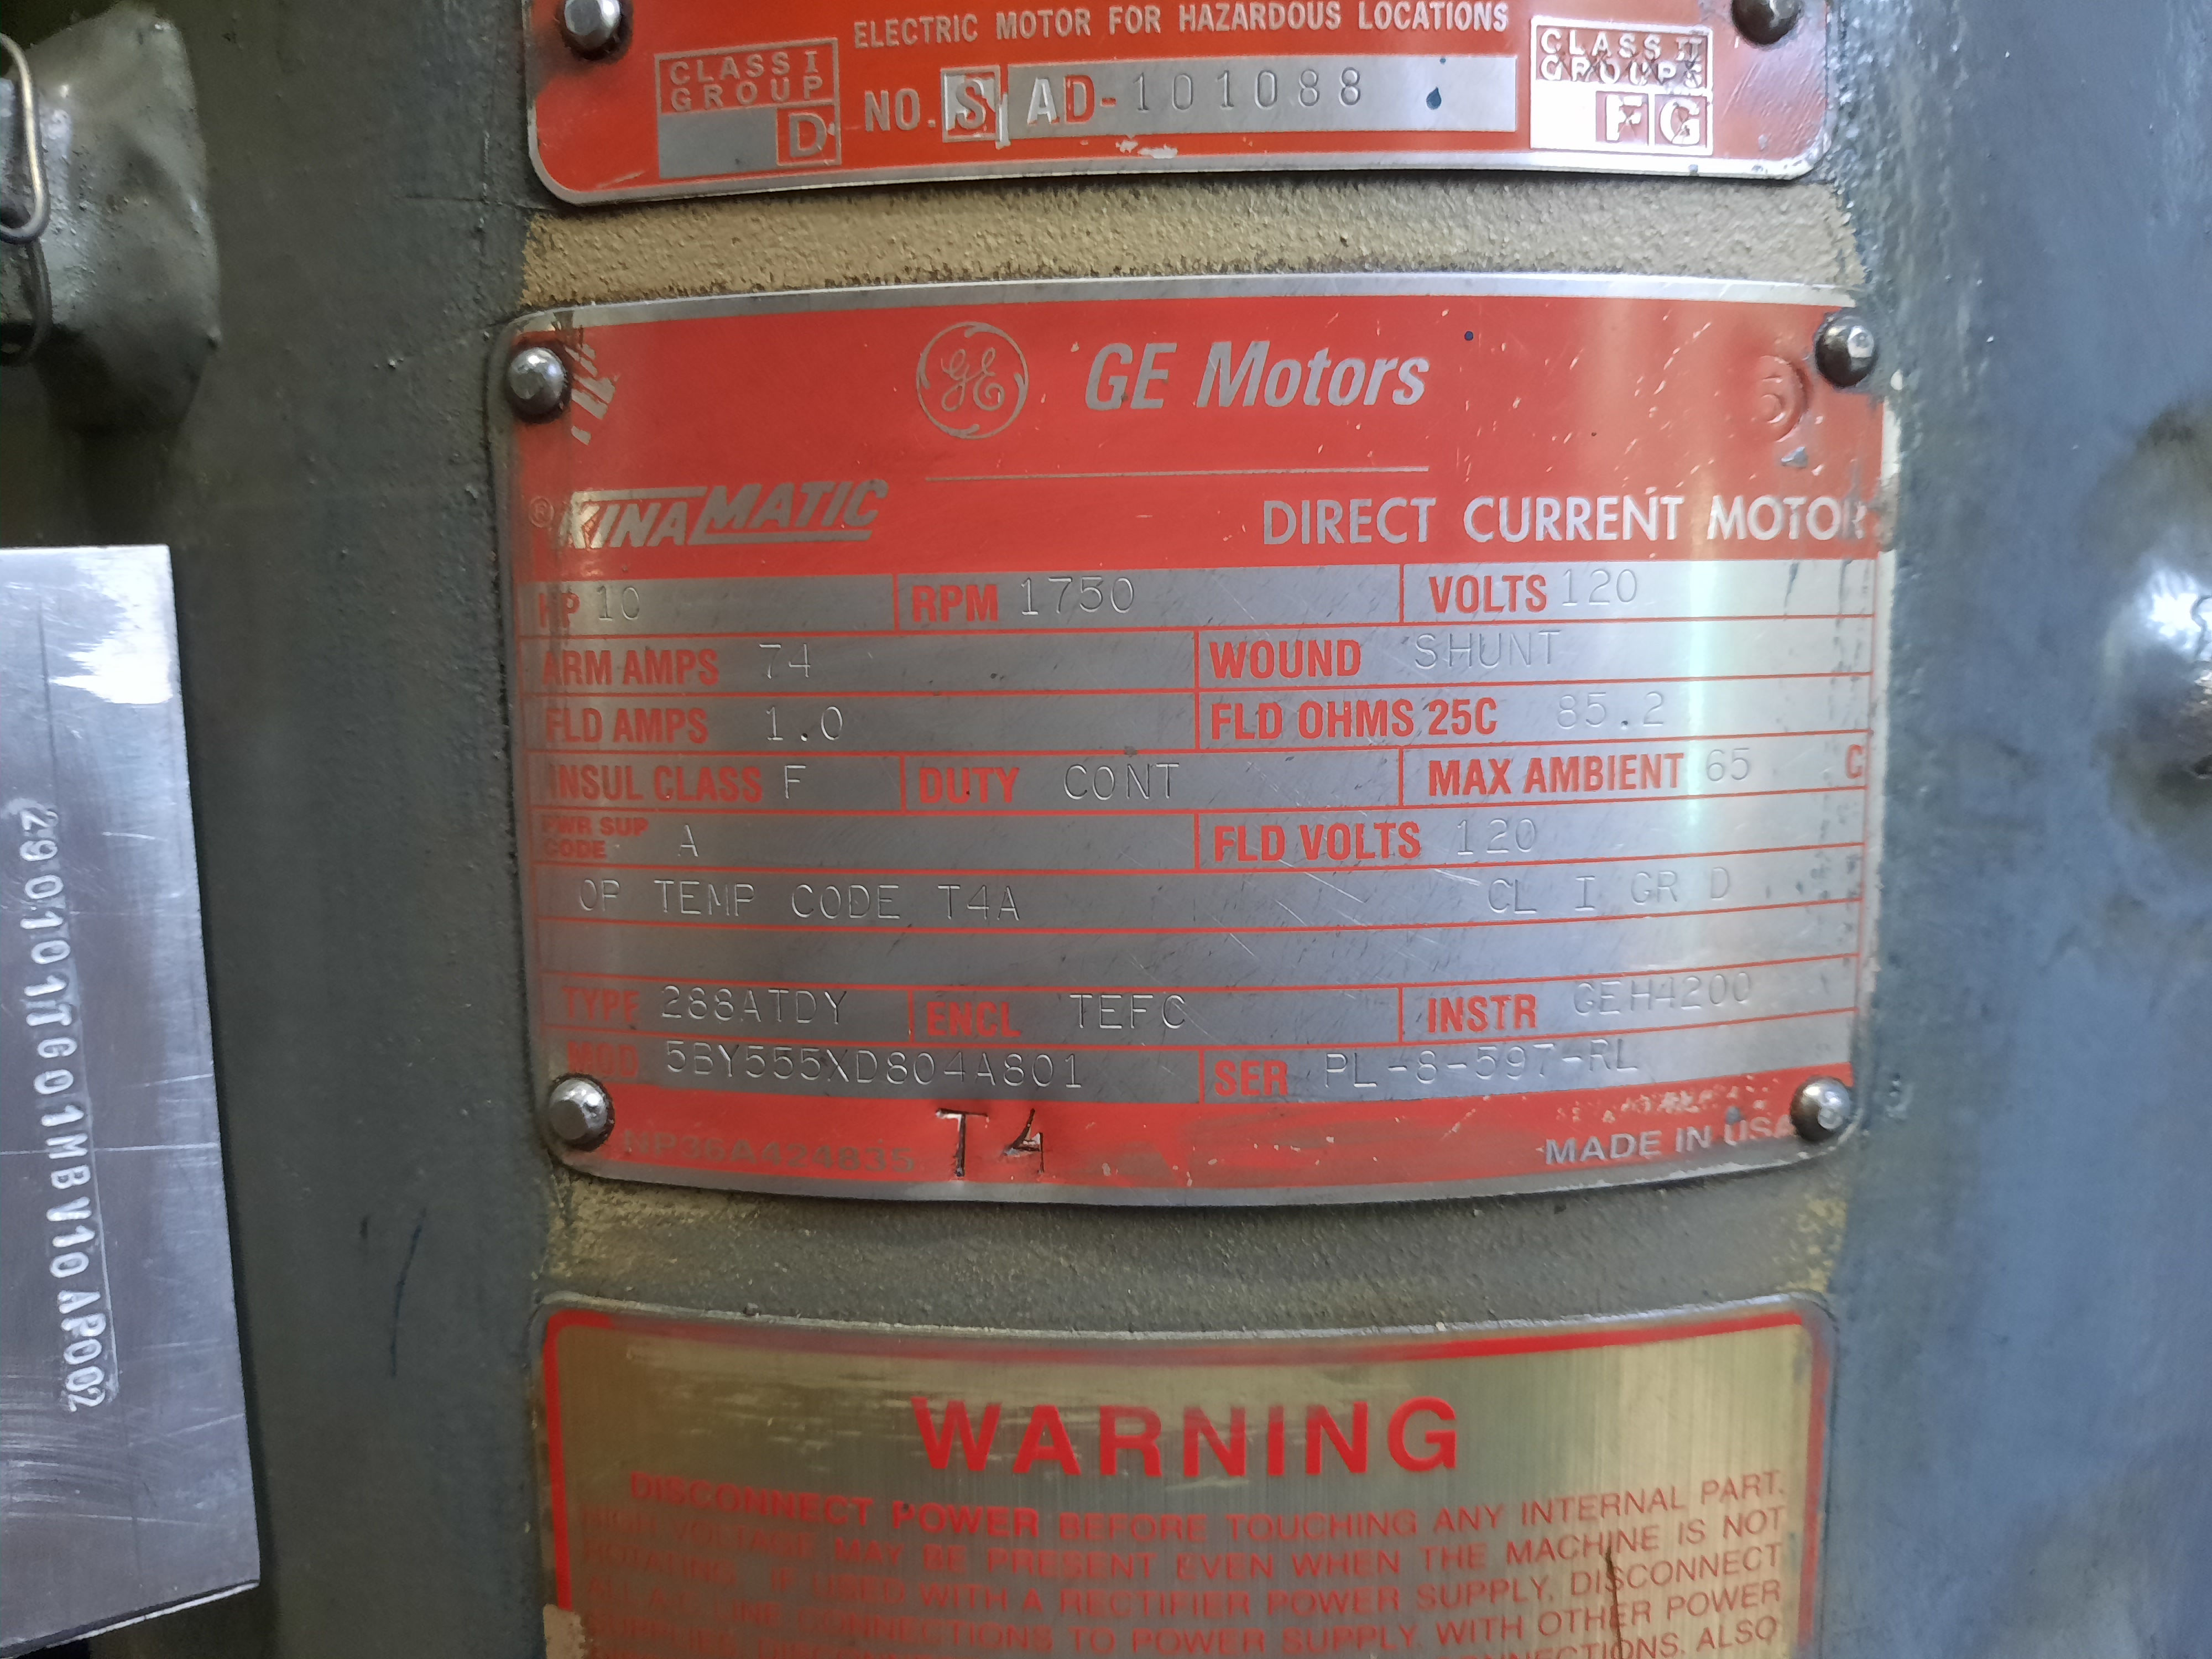 ELECTRIC MOTOR FOR HAZARDOUS LOCATIONS
CLASS I
GROUP
D
NO. S AD-101088
CLASS II
GROUPS
F G
GE
GE Motors
® KINAMATIC
DIRECT CURRENT MOTOR
HP 10 RPM 1750 VOLTS 120
ARM AMPS 74 WOUND SHUNT
FLD AMPS 1.0 FLD OHMS 25C 85.2
INSUL CLASS F DUTY CONT MAX AMBIENT 65 C
PWR SUP CODE A FLD VOLTS 120
OP TEMP CODE T4A CL I GR D
TYPE 288ATDY ENCL TEFC INSTR GEH4200
MOD 5BY555XD804A801 SER PL-8-597-RL
NP36A424835 T4 MADE IN USA
WARNING
DISCONNECT POWER BEFORE TOUCHING ANY INTERNAL PART.
HIGH VOLTAGE MAY BE PRESENT EVEN WHEN THE MACHINE IS NOT
ROTATING. IF USED WITH A RECTIFIER POWER SUPPLY, DISCONNECT
ALL A.C. LINE CONNECTIONS TO POWER SUPPLY. WITH OTHER POWER
ALSO
290101TG01MBV10AP002